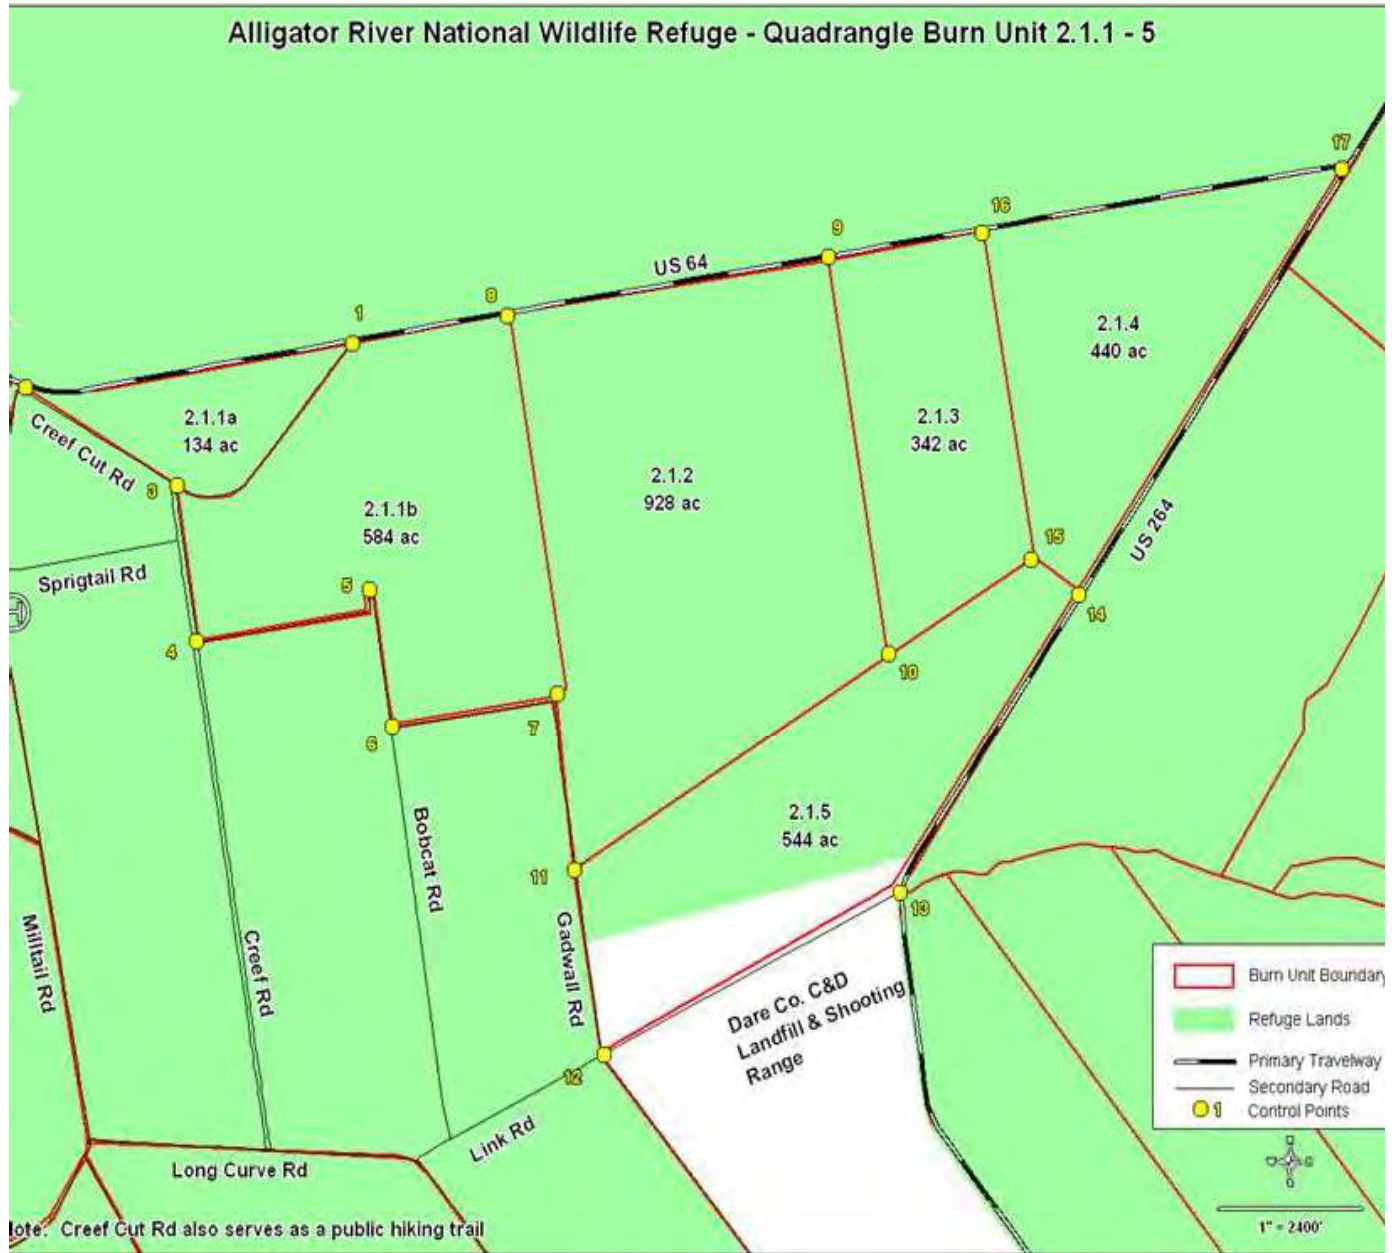 Alligator River National Wildlife Refuge - Quadrangle Burn Unit 2.1.1 - 5
17
16
9
US 64
8
1
2.1.4
440 ac
2.1.1a
134 ac
2.1.3
342 ac
Creef Cut Rd
3
2.1.2
928 ac
2.1.1b
584 ac
US 264
15
Sprigtail Rd
5
14
4
10
7
6
2.1.5
544 ac
Bobcat Rd
11
13
Milltail Rd
Creef Rd
Gadwall Rd
Dare Co. C&D
Landfill & Shooting
Range
12
Link Rd
Long Curve Rd
Burn Unit Boundary
Refuge Lands
Primary Travelway
Secondary Road
1 Control Points
1" = 2400'
lote: Creef Cut Rd also serves as a public hiking trail